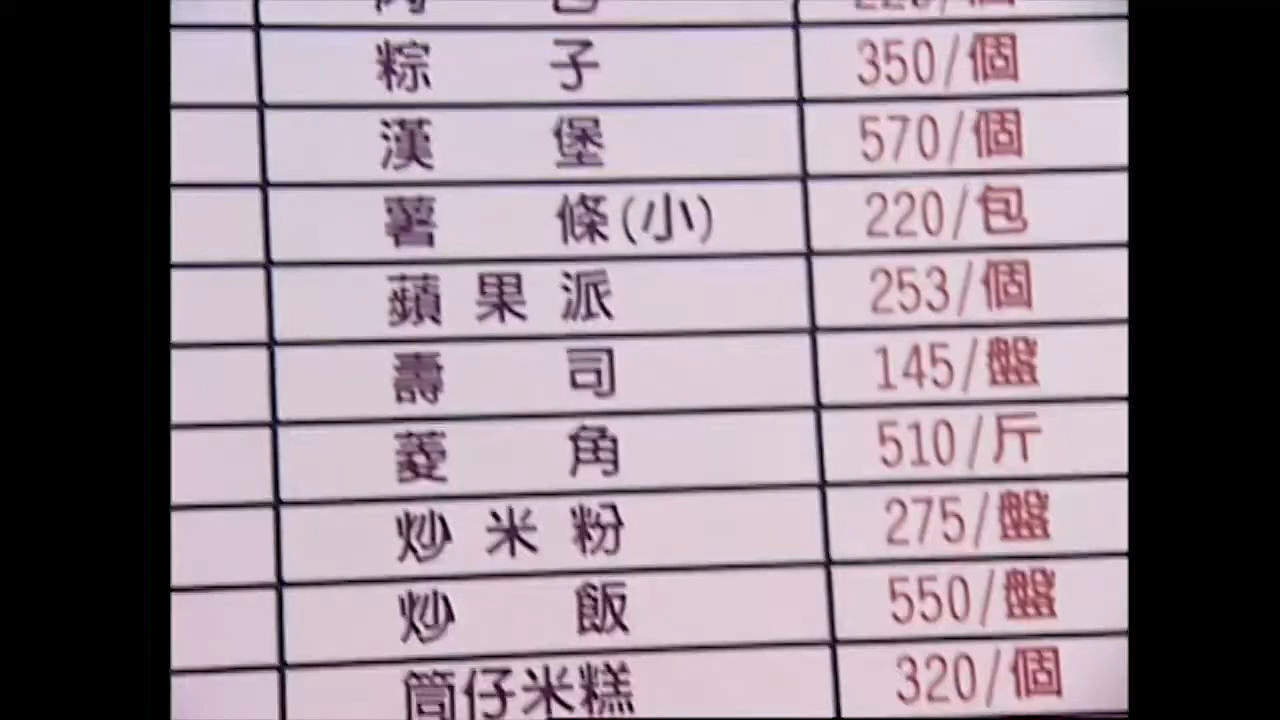 粽子 350/個
漢堡 570/個
薯條(小) 220/包
蘋果派 253/個
壽司 145/盤
菱角 510/斤
炒米粉 275/盤
炒飯 550/盤
筒仔米糕 320/個